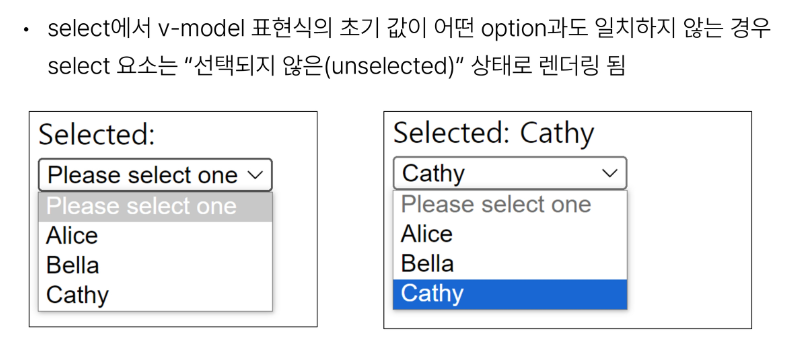 • select에서 v-model 표현식의 초기 값이 어떤 option과도 일치하지 않는 경우
select 요소는 “선택되지 않은(unselected)” 상태로 렌더링 됨
Selected:
Please select one
Please select one
Alice
Bella
Cathy
Selected: Cathy
Cathy
Please select one
Alice
Bella
Cathy